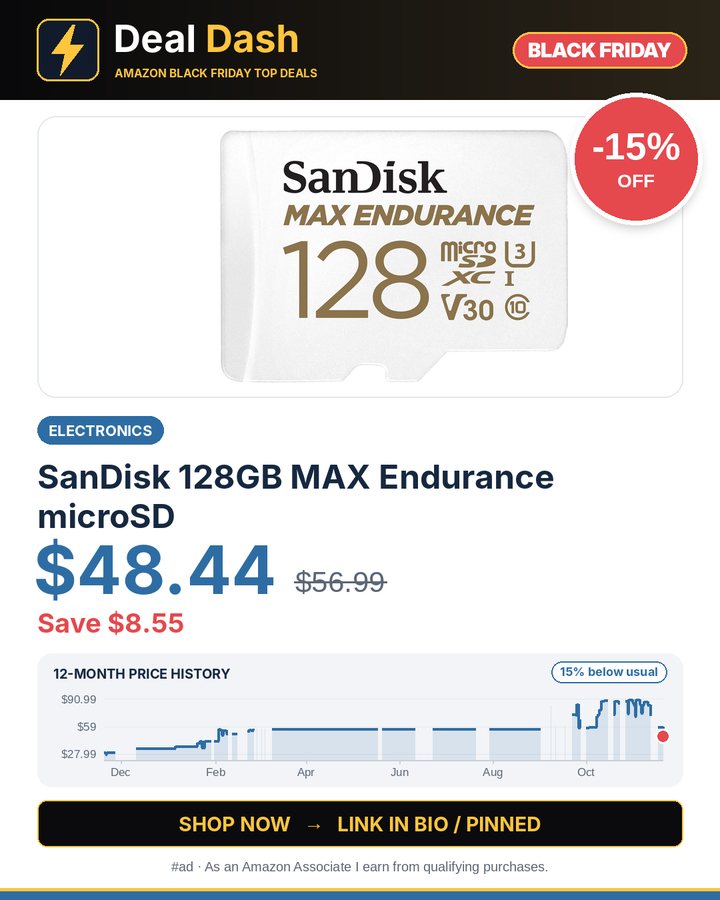 Deal Dash
AMAZON BLACK FRIDAY TOP DEALS
BLACK FRIDAY
-15%
OFF
SanDisk
MAX ENDURANCE
128
micro
SD
XC I
U3
V30
10
ELECTRONICS
SanDisk 128GB MAX Endurance
microSD
$48.44 $56.99
Save $8.55
12-MONTH PRICE HISTORY
15% below usual
$90.99
$59
$27.99
Dec Feb Apr Jun Aug Oct
SHOP NOW → LINK IN BIO / PINNED
#ad · As an Amazon Associate I earn from qualifying purchases.